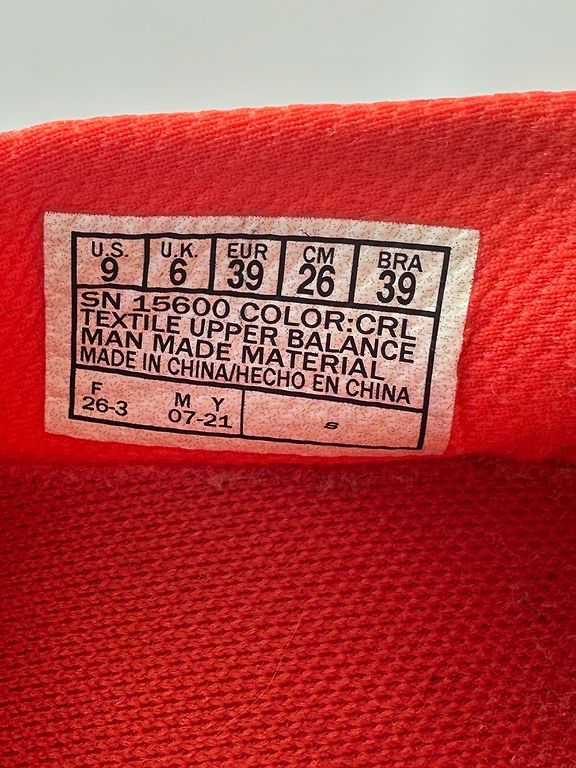 U.S. U.K. EUR CM BRA
9 6 39 26 39
SN 15600 COLOR:CRL
TEXTILE UPPER BALANCE
MAN MADE MATERIAL
MADE IN CHINA/HECHO EN CHINA
F M Y
26-3 07-21 s